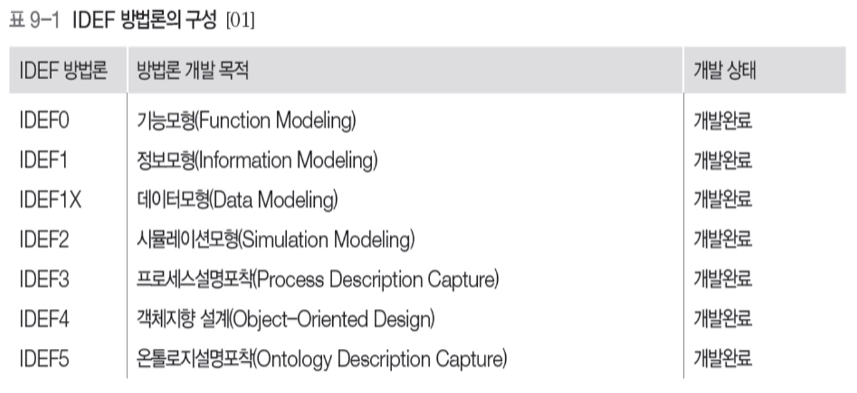 표 9-1 IDEF 방법론의 구성 [01]
IDEF 방법론 방법론 개발 목적 개발 상태
IDEF0 기능모형(Function Modeling) 개발완료
IDEF1 정보모형(Information Modeling) 개발완료
IDEF1X 데이터모형(Data Modeling) 개발완료
IDEF2 시뮬레이션모형(Simulation Modeling) 개발완료
IDEF3 프로세스설명포착(Process Description Capture) 개발완료
IDEF4 객체지향 설계(Object-Oriented Design) 개발완료
IDEF5 온톨로지설명포착(Ontology Description Capture) 개발완료